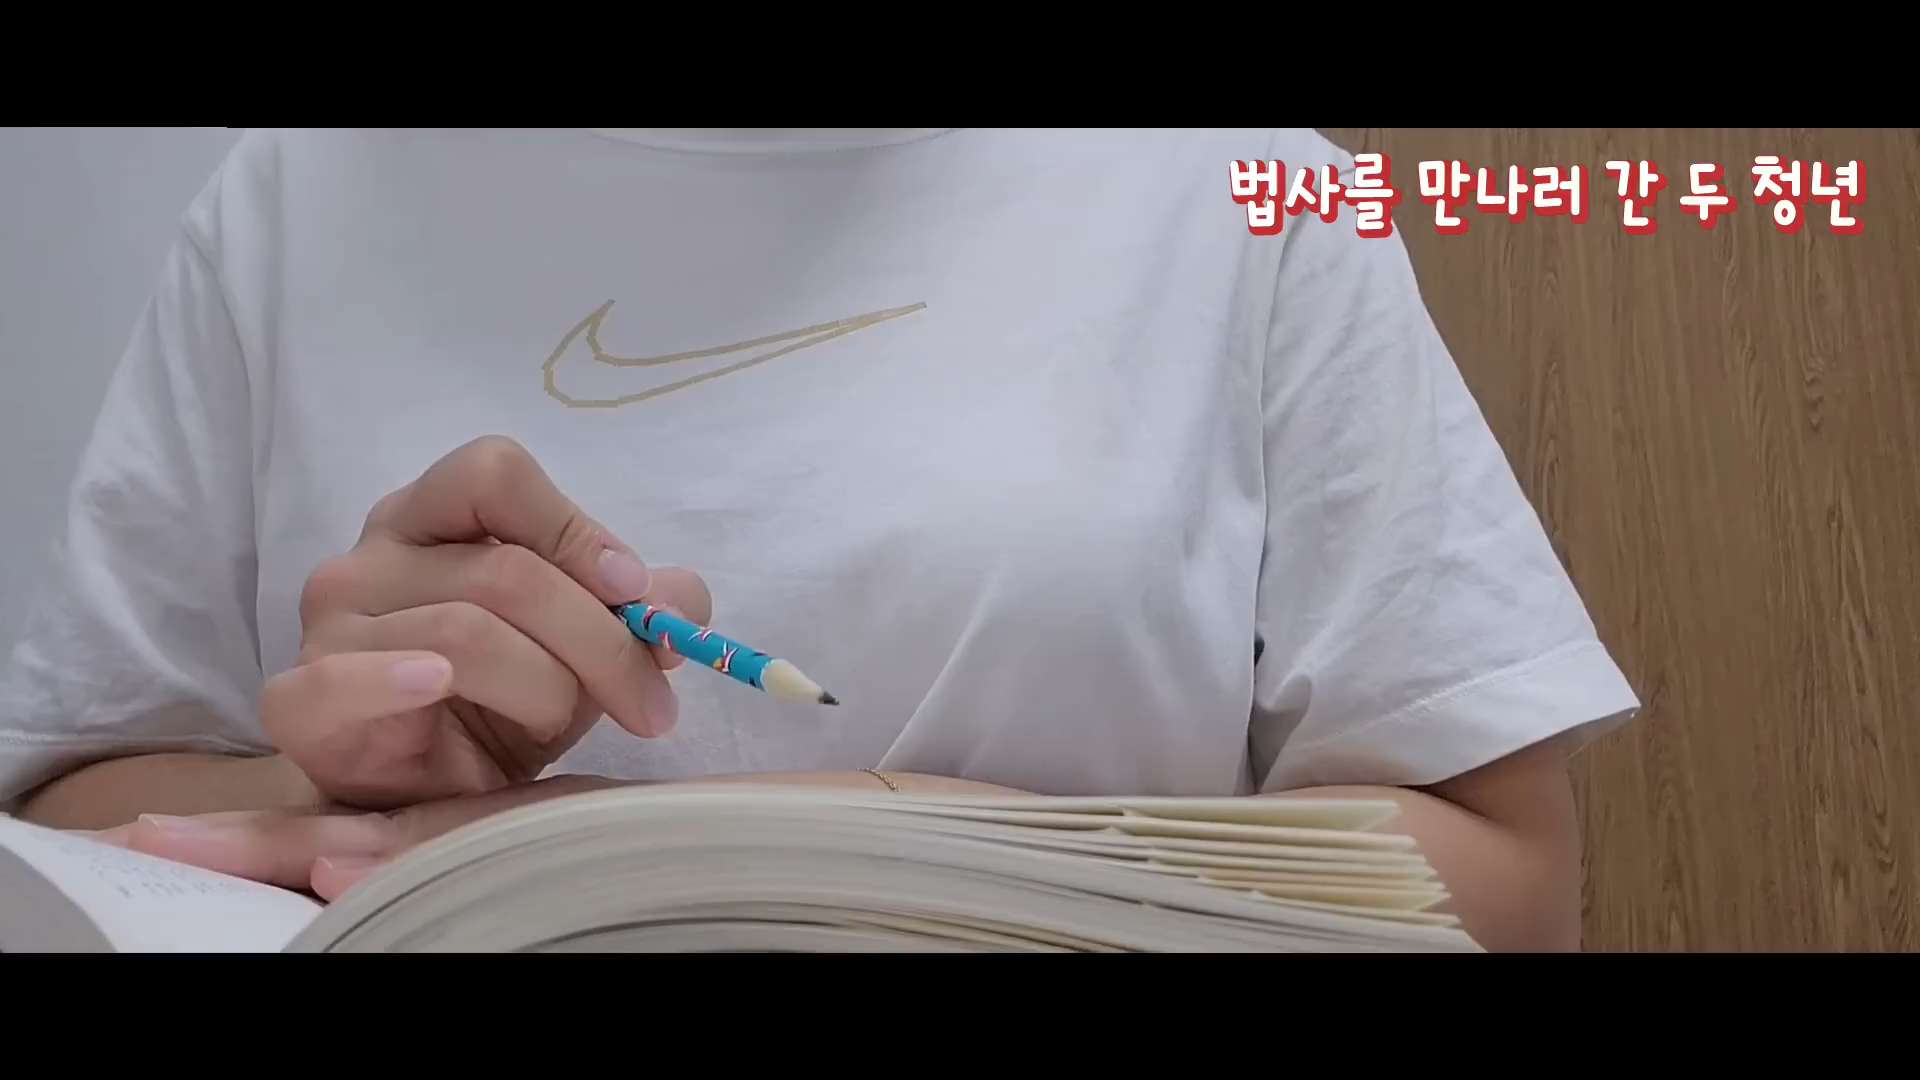 법사를 만나러 간 두 청년